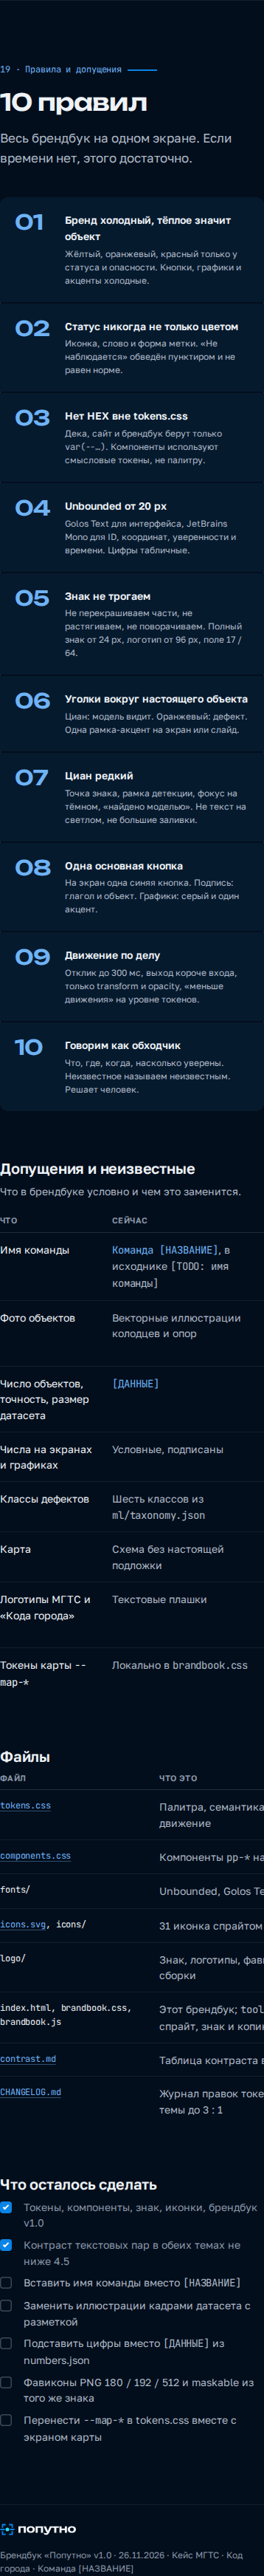 19 · Правила и допущения
10 правил
Весь брендбук на одном экране. Если
времени нет, этого достаточно.
01
Бренд холодный, тёплое значит
объект
Жёлтый, оранжевый, красный только у
статуса и опасности. Кнопки, графики и
акценты холодные.
02
Статус никогда не только цветом
Иконка, слово и форма метки. «Не
наблюдается» обведён пунктиром и не
равен норме.
03
Нет HEX вне tokens.css
Дека, сайт и брендбук берут только
var(--…). Компоненты используют
смысловые токены, не палитру.
04
Unbounded от 20 px
Golos Text для интерфейса, JetBrains
Mono для ID, координат, уверенности и
времени. Цифры табличные.
05
Знак не трогаем
Не перекрашиваем части, не
растягиваем, не поворачиваем. Полный
знак от 24 px, логотип от 96 px, поле 17 /
64.
06
Уголки вокруг настоящего объекта
Циан: модель видит. Оранжевый: дефект.
Одна рамка-акцент на экран или слайд.
07
Циан редкий
Точка знака, рамка детекции, фокус на
тёмном, «найдено моделью». Не текст на
светлом, не большие заливки.
08
Одна основная кнопка
На экран одна синяя кнопка. Подпись:
глагол и объект. Графики: серый и один
акцент.
09
Движение по делу
Отклик до 300 мс, выход короче входа,
только transform и opacity, «меньше
движения» на уровне токенов.
10
Говорим как обходчик
Что, где, когда, насколько уверены.
Неизвестное называем неизвестным.
Решает человек.
Допущения и неизвестные
Что в брендбуке условно и чем это заменится.
ЧТО СЕЙЧАС
Имя команды Команда [НАЗВАНИЕ], в
исходнике [TODO: имя
команды]
Фото объектов Векторные иллюстрации
колодцев и опор
Число объектов, [ДАННЫЕ]
точность, размер
датасета
Числа на экранах Условные, подписаны
и графиках
Классы дефектов Шесть классов из
ml/taxonomy.json
Карта Схема без настоящей
подложки
Логотипы МГТС и Текстовые плашки
«Кода города»
Токены карты -- Локально в brandbook.css
map-*
Файлы
ФАЙЛ ЧТО ЭТО
tokens.css Палитра, семантика
движение
components.css Компоненты pp-* на
fonts/ Unbounded, Golos Te
icons.svg, icons/ 31 иконка спрайтом
logo/ Знак, логотипы, фав
сборки
index.html, brandbook.css, Этот брендбук; tool
brandbook.js спрайт, знак и копи
contrast.md Таблица контраста в
CHANGELOG.md Журнал правок токе
темы до 3 : 1
Что осталось сделать
Токены, компоненты, знак, иконки, брендбук
v1.0
Контраст текстовых пар в обеих темах не
ниже 4.5
Вставить имя команды вместо [НАЗВАНИЕ]
Заменить иллюстрации кадрами датасета с
разметкой
Подставить цифры вместо [ДАННЫЕ] из
numbers.json
Фавиконы PNG 180 / 192 / 512 и maskable из
того же знака
Перенести --map-* в tokens.css вместе с
экраном карты
попутно
Брендбук «Попутно» v1.0 · 26.11.2026 · Кейс МГТС · Код
города · Команда [НАЗВАНИЕ]